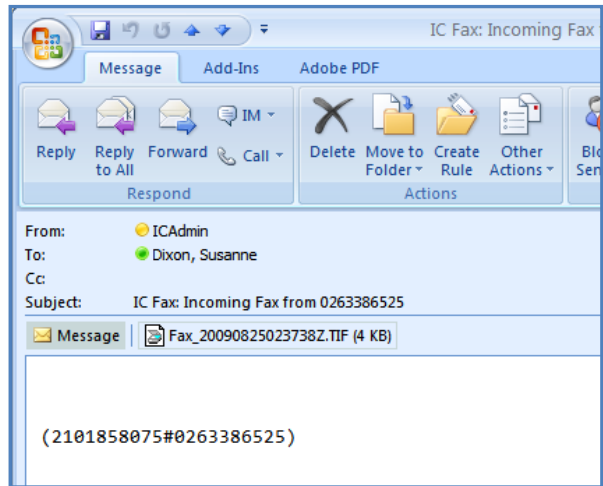 IC Fax: Incoming Fax
Message Add-Ins Adobe PDF
Reply Reply to All Forward IM Call Delete Move to Folder Create Rule Other Actions
Respond Actions
From: ICAdmin
To: Dixon, Susanne
Cc:
Subject: IC Fax: Incoming Fax from 0263386525
Message Fax_20090825023738Z.TIF (4 KB)
(2101858075#0263386525)